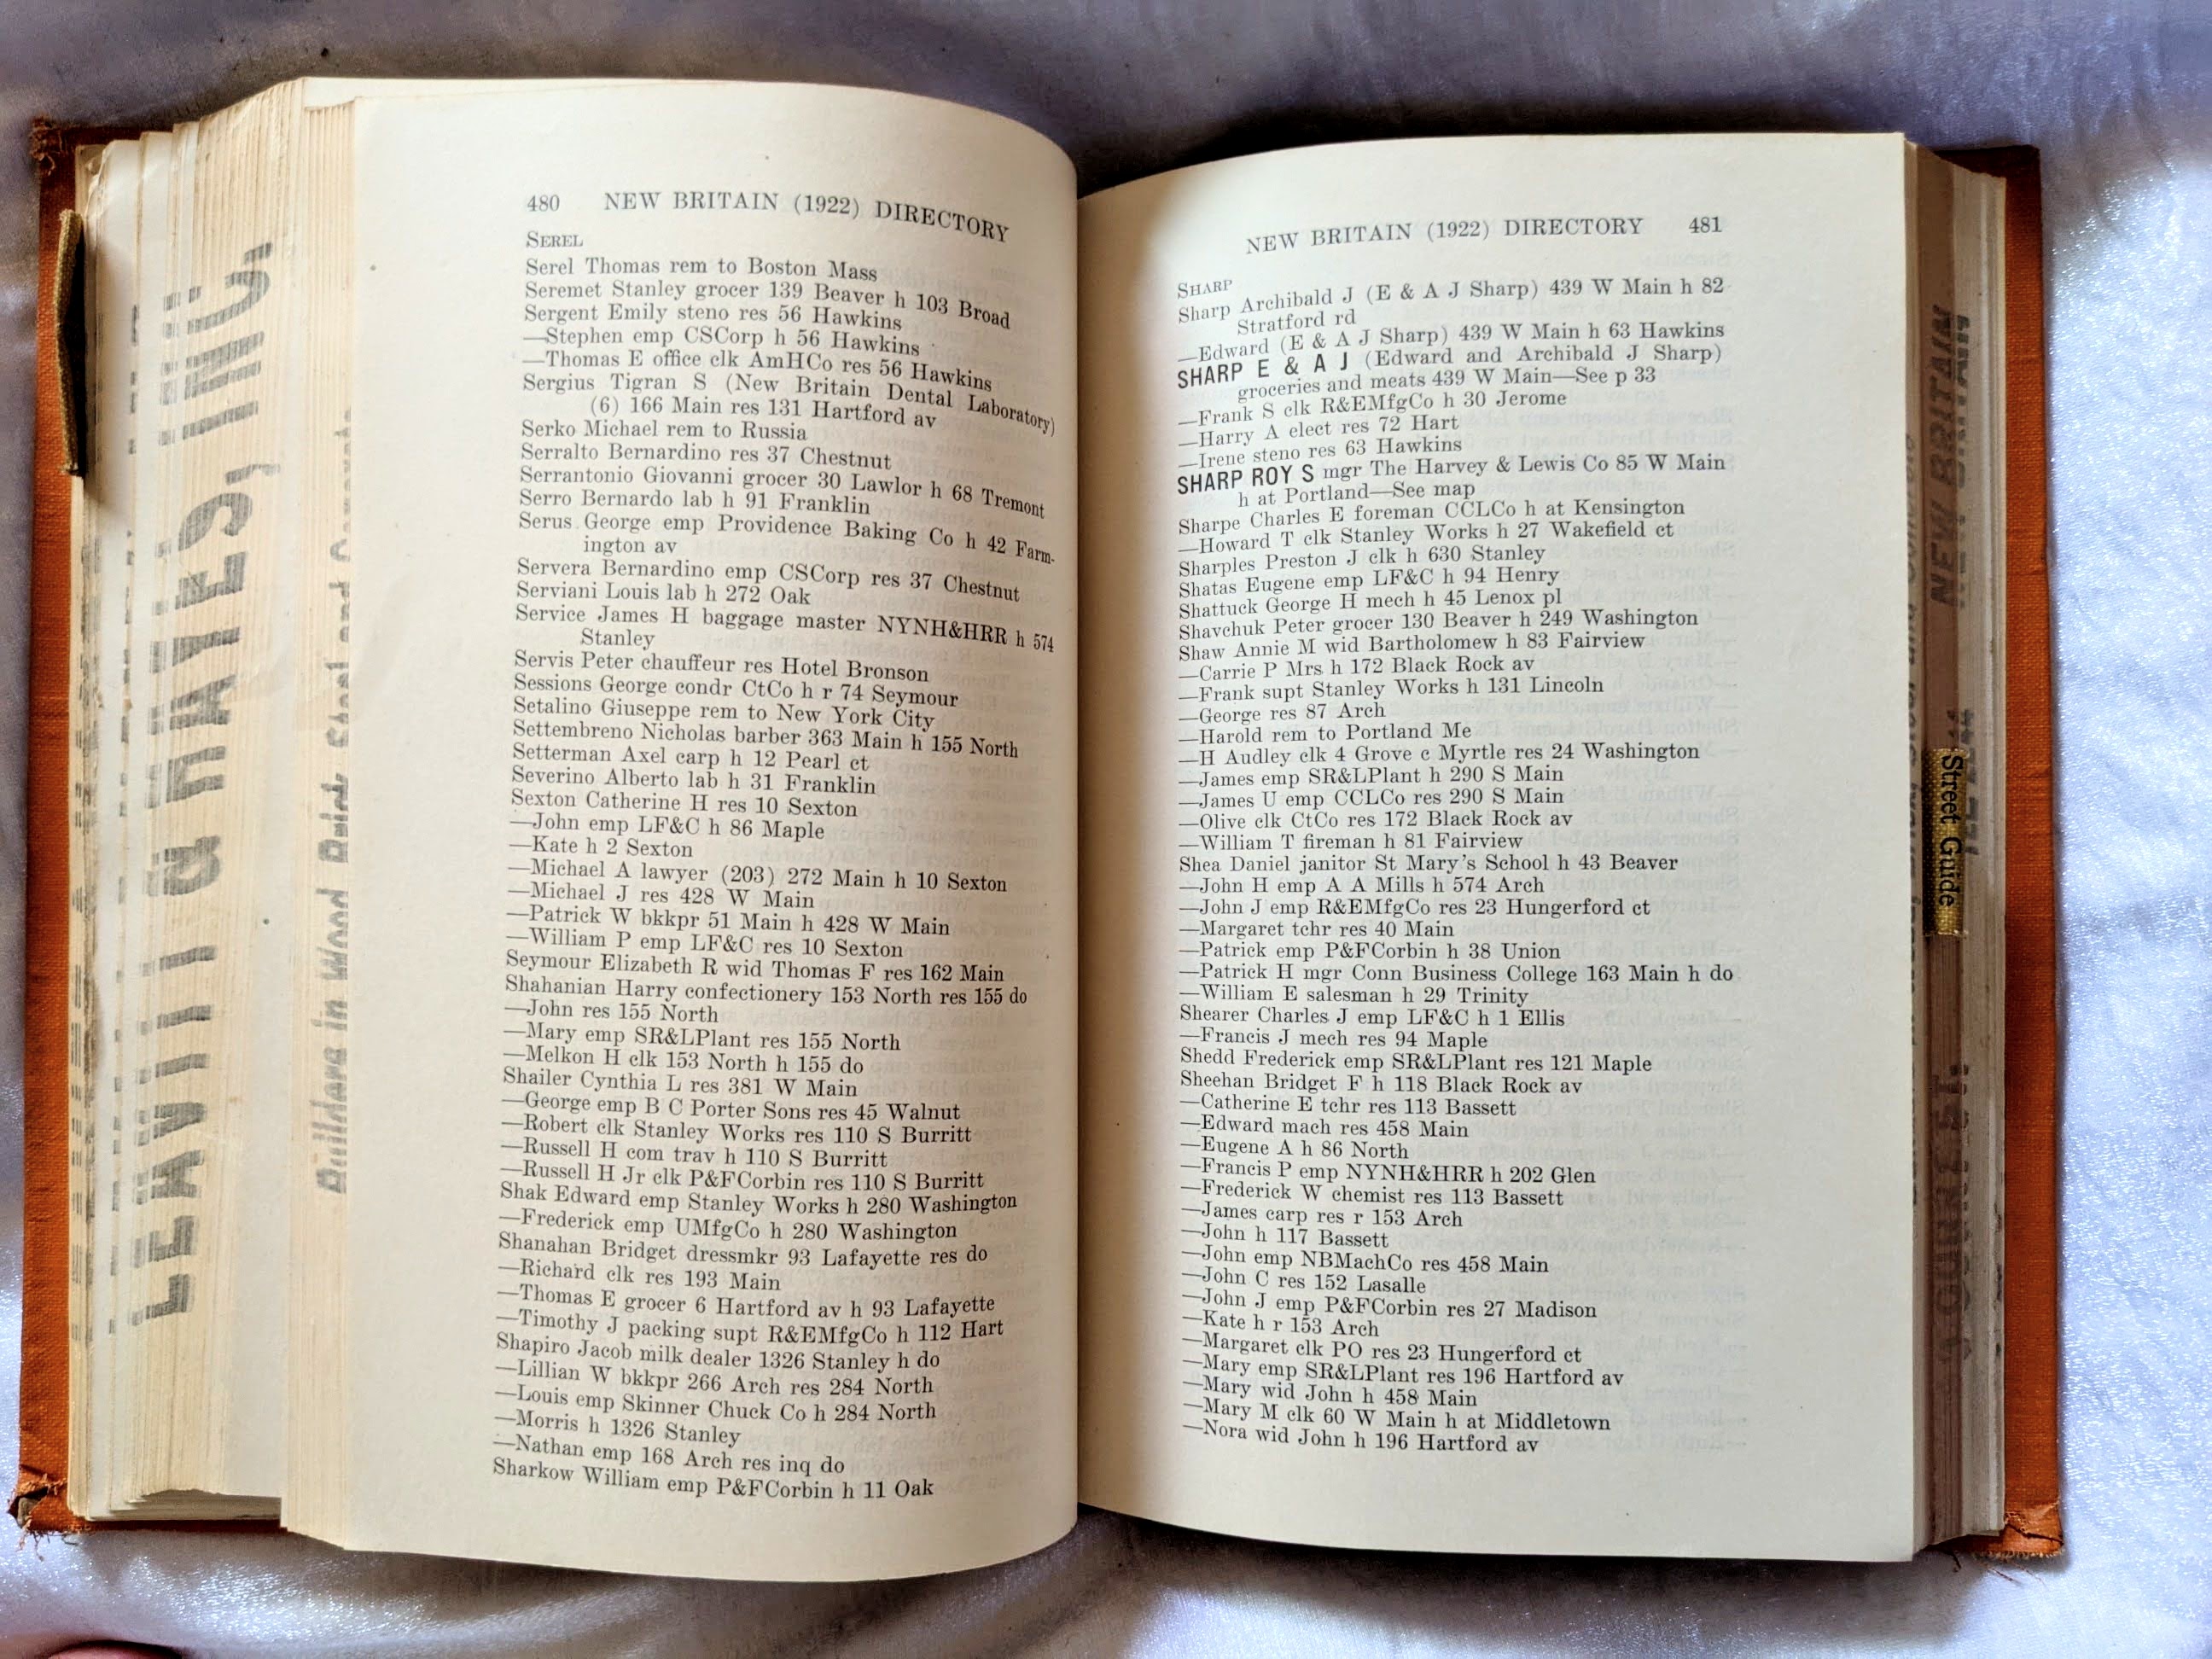 LEAVITT & HAYES, INC.
480 NEW BRITAIN (1922) DIRECTORY
SEREL
Serel Thomas rem to Boston Mass
Seremet Stanley grocer 139 Beaver h 103 Broad
Sergent Emily steno res 56 Hawkins
—Stephen emp CSCorp h 56 Hawkins
—Thomas E office clk AmHCo res 56 Hawkins
Sergius Tigran S (New Britain Dental Laboratory)
(6) 166 Main res 131 Hartford av
Serko Michael rem to Russia
Serralto Bernardino res 37 Chestnut
Serrantonio Giovanni grocer 30 Lawlor h 68 Tremont
Serro Bernardo lab h 91 Franklin
Serus George emp Providence Baking Co h 42 Farm-
ington av
Servera Bernardino emp CSCorp res 37 Chestnut
Serviani Louis lab h 272 Oak
Service James H baggage master NYNH&HRR h 574
Stanley
Servis Peter chauffeur res Hotel Bronson
Sessions George condr CtCo h r 74 Seymour
Setalino Giuseppe rem to New York City
Settembreno Nicholas barber 363 Main h 155 North
Setterman Axel carp h 12 Pearl ct
Severino Alberto lab h 31 Franklin
Sexton Catherine H res 10 Sexton
—John emp LF&C h 86 Maple
—Kate h 2 Sexton
—Michael A lawyer (203) 272 Main h 10 Sexton
—Michael J res 428 W Main
—Patrick W bkkpr 51 Main h 428 W Main
—William P emp LF&C res 10 Sexton
Seymour Elizabeth R wid Thomas F res 162 Main
Shahanian Harry confectionery 153 North res 155 do
—John res 155 North
—Mary emp SR&LPlant res 155 North
—Melkon H clk 153 North h 155 do
Shailer Cynthia L res 381 W Main
—George emp B C Porter Sons res 45 Walnut
—Robert clk Stanley Works res 110 S Burritt
—Russell H com trav h 110 S Burritt
—Russell H Jr clk P&FCorbin res 110 S Burritt
Shak Edward emp Stanley Works h 280 Washington
—Frederick emp UMfgCo h 280 Washington
Shanahan Bridget dressmkr 93 Lafayette res do
—Richard clk res 193 Main
—Thomas E grocer 6 Hartford av h 93 Lafayette
—Timothy J packing supt R&EMfgCo h 112 Hart
Shapiro Jacob milk dealer 1326 Stanley h do
—Lillian W bkkpr 266 Arch res 284 North
—Louis emp Skinner Chuck Co h 284 North
—Morris h 1326 Stanley
—Nathan emp 168 Arch res inq do
Sharkow William emp P&FCorbin h 11 Oak
NEW BRITAIN (1922) DIRECTORY 481
SHARP
Sharp Archibald J (E & A J Sharp) 439 W Main h 82
Stratford rd
—Edward (E & A J Sharp) 439 W Main h 63 Hawkins
SHARP E & A J (Edward and Archibald J Sharp)
groceries and meats 439 W Main—See p 33
—Frank S clk R&EMfgCo h 30 Jerome
—Harry A elect res 72 Hart
—Irene steno res 63 Hawkins
SHARP ROY S mgr The Harvey & Lewis Co 85 W Main
h at Portland—See map
Sharpe Charles E foreman CCLCo h at Kensington
—Howard T clk Stanley Works h 27 Wakefield ct
Sharples Preston J clk h 630 Stanley
Shatas Eugene emp LF&C h 94 Henry
Shattuck George H mech h 45 Lenox pl
Shavchuk Peter grocer 130 Beaver h 249 Washington
Shaw Annie M wid Bartholomew h 83 Fairview
—Carrie P Mrs h 172 Black Rock av
—Frank supt Stanley Works h 131 Lincoln
—George res 87 Arch
—Harold rem to Portland Me
—H Audley clk 4 Grove c Myrtle res 24 Washington
—James emp SR&LPlant h 290 S Main
—James U emp CCLCo res 290 S Main
—Olive clk CtCo res 172 Black Rock av
—William T fireman h 81 Fairview
Shea Daniel janitor St Mary's School h 43 Beaver
—John H emp A A Mills h 574 Arch
—John J emp R&EMfgCo res 23 Hungerford ct
—Margaret tchr res 40 Main
—Patrick emp P&FCorbin h 38 Union
—Patrick H mgr Conn Business College 163 Main h do
—William E salesman h 29 Trinity
Shearer Charles J emp LF&C h 1 Ellis
—Francis J mech res 94 Maple
Shedd Frederick emp SR&LPlant res 121 Maple
Sheehan Bridget F h 118 Black Rock av
—Catherine E tchr res 113 Bassett
—Edward mach res 458 Main
—Eugene A h 86 North
—Francis P emp NYNH&HRR h 202 Glen
—Frederick W chemist res 113 Bassett
—James carp res r 153 Arch
—John h 117 Bassett
—John emp NBMachCo res 458 Main
—John C res 152 Lasalle
—John J emp P&FCorbin res 27 Madison
—Kate h r 153 Arch
—Margaret clk PO res 23 Hungerford ct
—Mary emp SR&LPlant res 196 Hartford av
—Mary wid John h 458 Main
—Mary M clk 60 W Main h at Middletown
—Nora wid John h 196 Hartford av
NEW BRITAIN
Street Guide